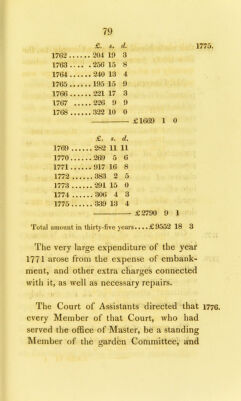 79
£. s. d. 1775.
1762 ...... 204 19 3
1763 ...... 256 15 8
1764 ...... 240 13 4
1765 ...... 195 15 9
1766 ...... 221 17 3
1767 ...... 226 9 9
1768 ...... 322 10 0
£1669 1 0
£. s. d.
1769 ...... 282 11 11
1770 ...... 269 5 6
1771 ...... 917 16 8
1772 ...... 383 2 5
1773 ...... 291 15 0
1774 ...... 306 4 3
1775 ...... 339 13 4
£2790 9 1
Total amount in thirty-five years....£9552 18 3
The very large expenditure of the year
1771 arose from the expense of embank-
ment, and other extra charges connected
with it, as well as necessary repairs.
The Court of Assistants directed that 1776.
every Member of that Court, who had
served the office of Master, be a standing
Member of the garden Committee, and